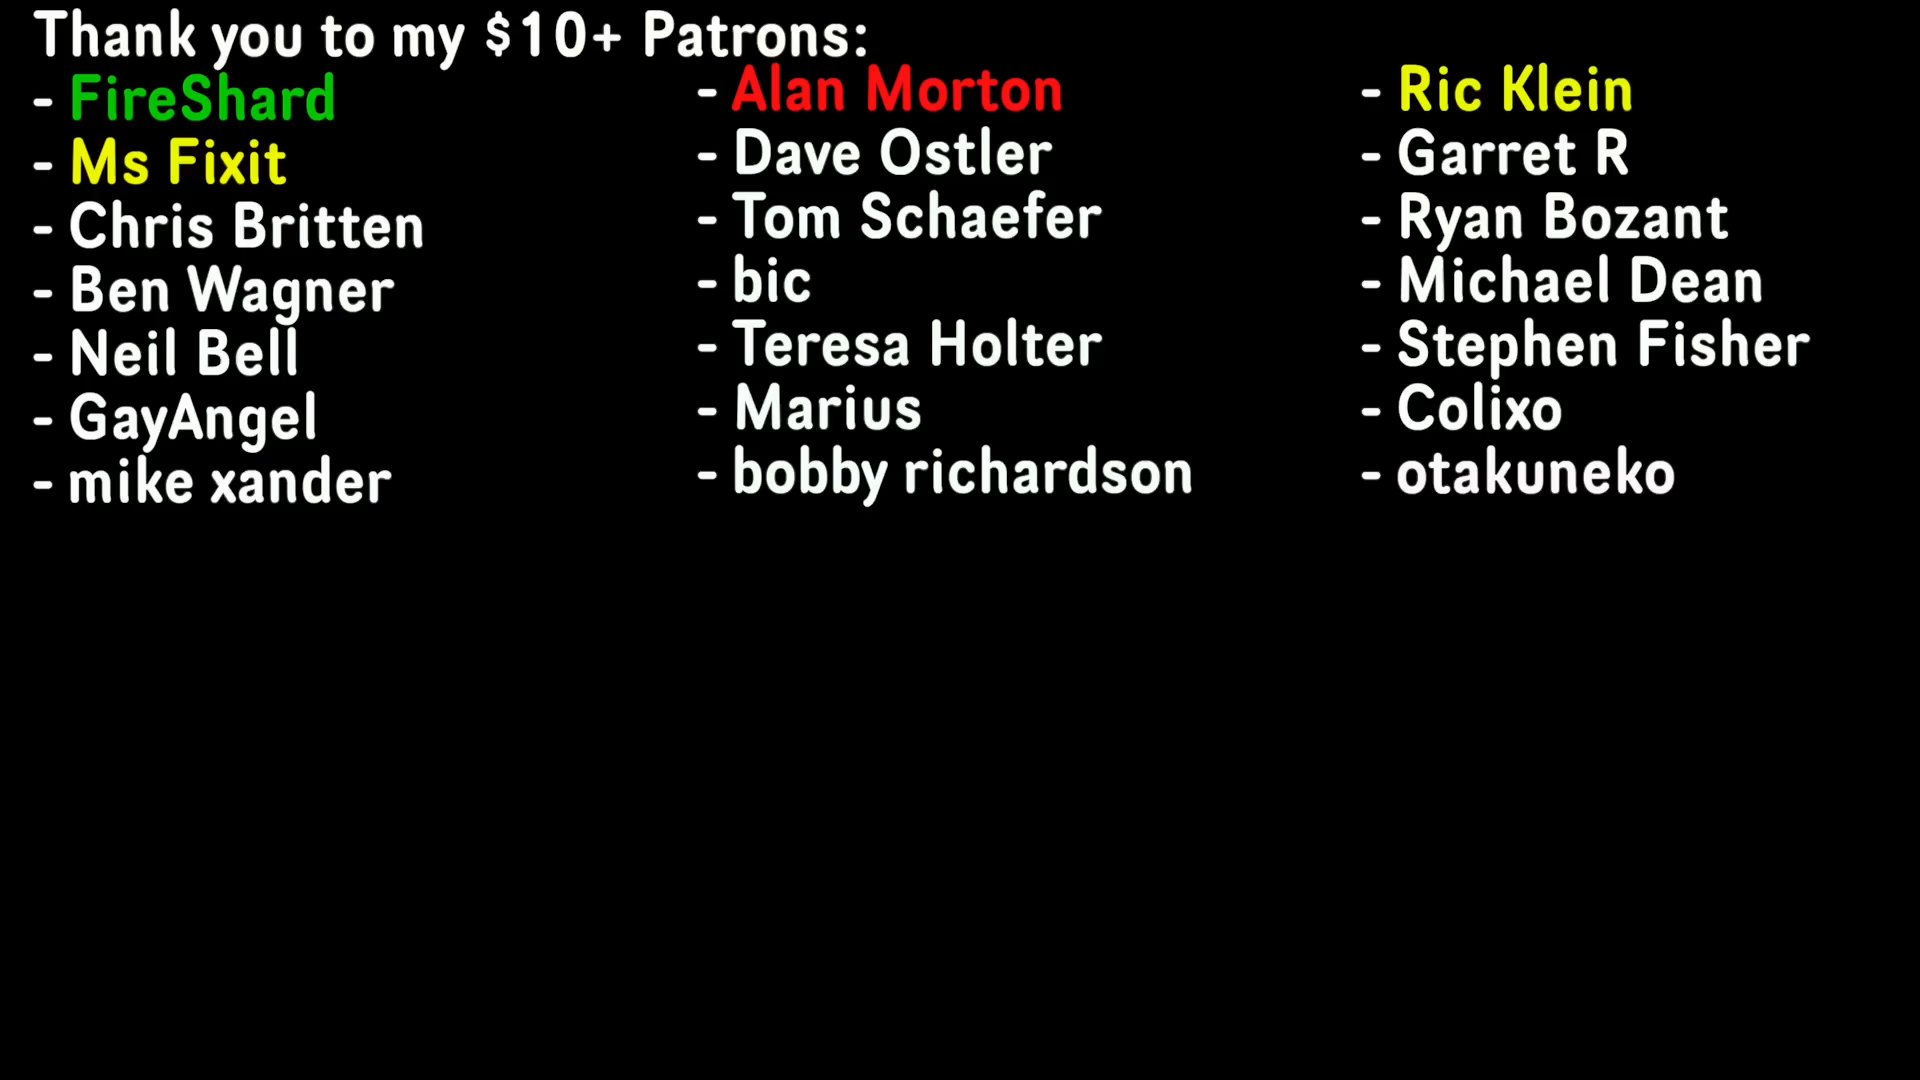 Thank you to my $10+ Patrons:
- FireShard
- Ms Fixit
- Chris Britten
- Ben Wagner
- Neil Bell
- GayAngel
- mike xander
- Alan Morton
- Dave Ostler
- Tom Schaefer
- bic
- Teresa Holter
- Marius
- bobby richardson
- Ric Klein
- Garret R
- Ryan Bozant
- Michael Dean
- Stephen Fisher
- Colixo
- otakuneko